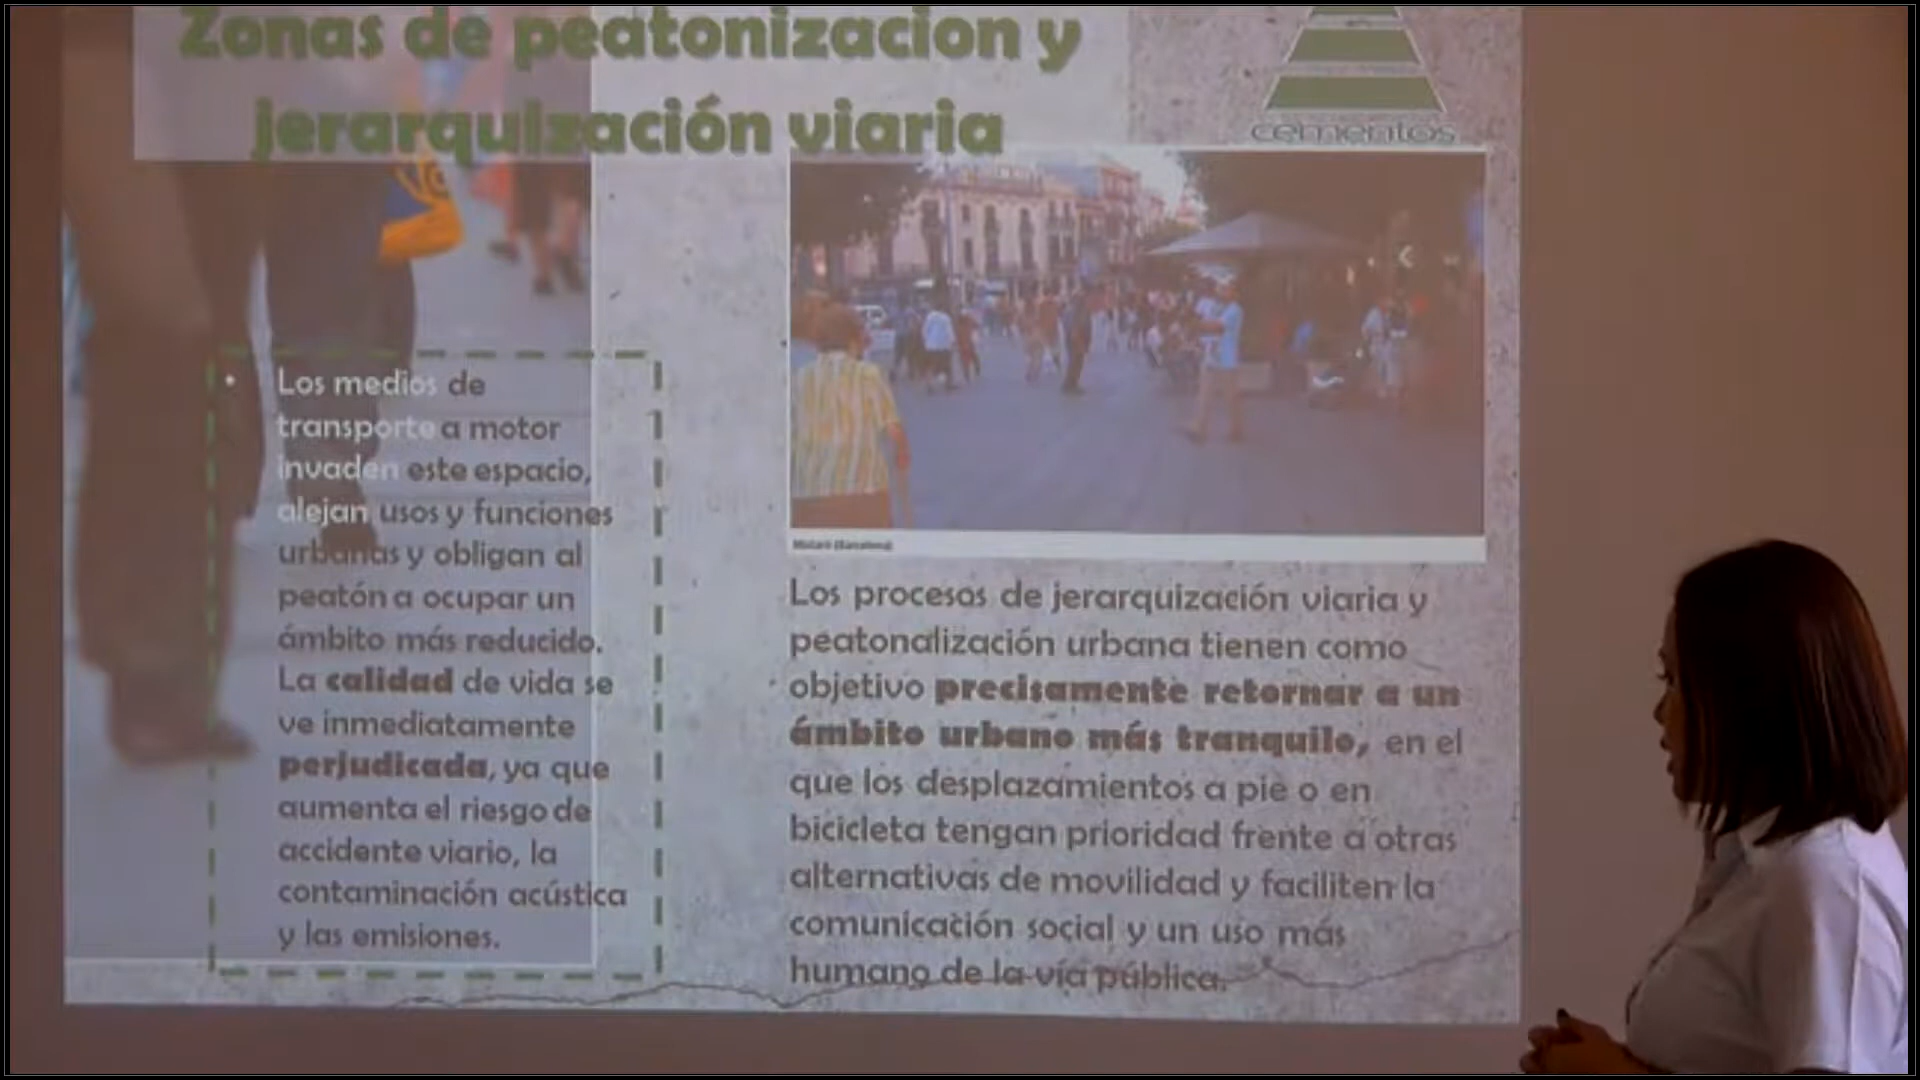 Zonas de peatonizacion y
jerarquización viaria
cementos
Los medios de
transporte a motor
invaden este espacio,
alejan usos y funciones
urbanas y obligan al
peatón a ocupar un
ámbito más reducido.
La calidad de vida se
ve inmediatamente
perjudicada, ya que
aumenta el riesgo de
accidente viario, la
contaminación acústica
y las emisiones.
Mataró (Barcelona)
Los procesos de jerarquización viaria y
peatonalización urbana tienen como
objetivo precisamente retornar a un
ámbito urbano más tranquilo, en el
que los desplazamientos a pie o en
bicicleta tengan prioridad frente a otras
alternativas de movilidad y faciliten la
comunicación social y un uso más
humano de la vía pública.